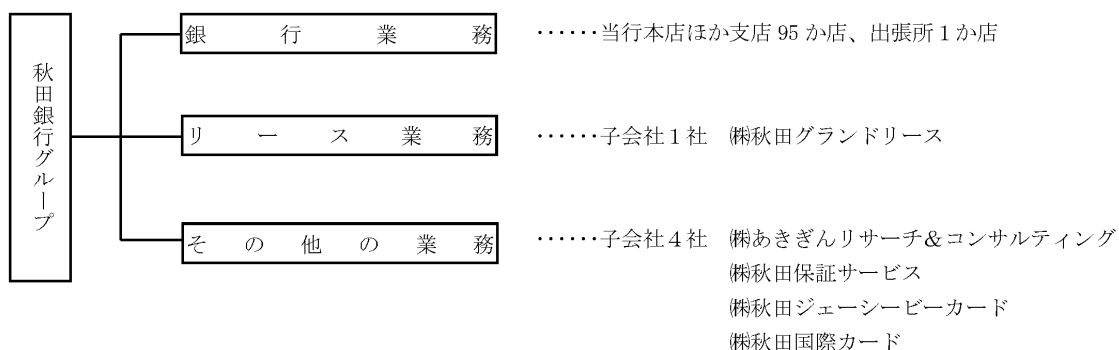 秋田銀行グループ
銀行業務 ……当行本店ほか支店 95 か店、出張所 1 か店
リース業務 ……子会社 1 社 ㈱秋田グランドリース
その他の業務 ……子会社 4 社 ㈱あきぎんリサーチ&コンサルティング
㈱秋田保証サービス
㈱秋田ジェーシービーカード
㈱秋田国際カード